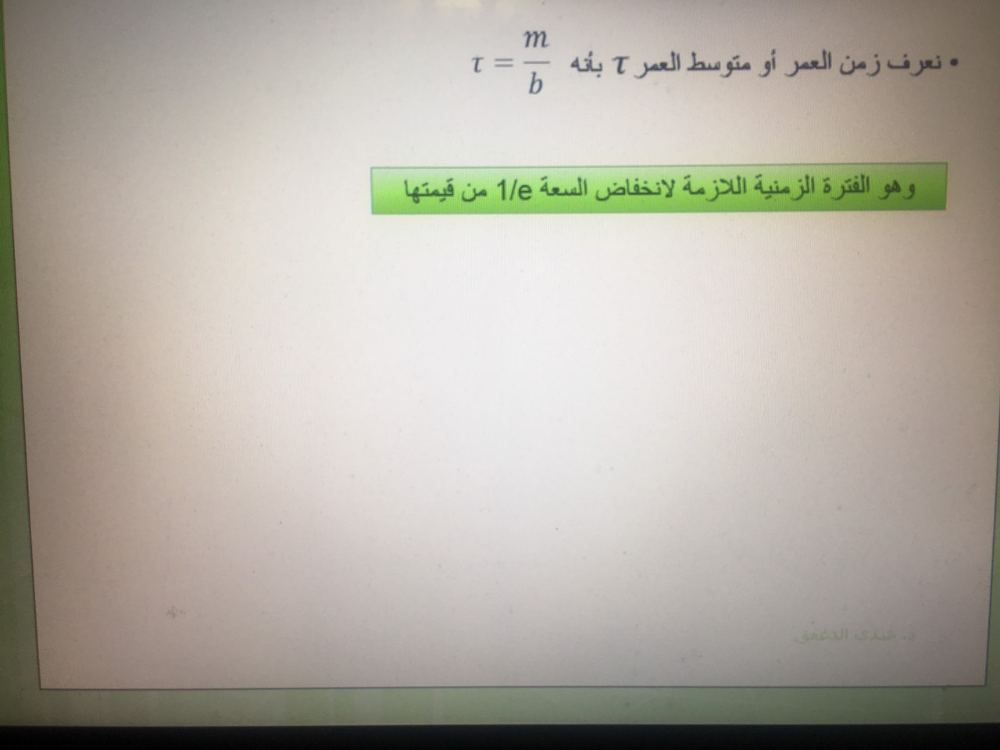 • نعرف زمن العمر أو متوسط العمر τ بأنه τ = m/b
وهو الفترة الزمنية اللازمة لانخفاض السعة 1/e من قيمتها